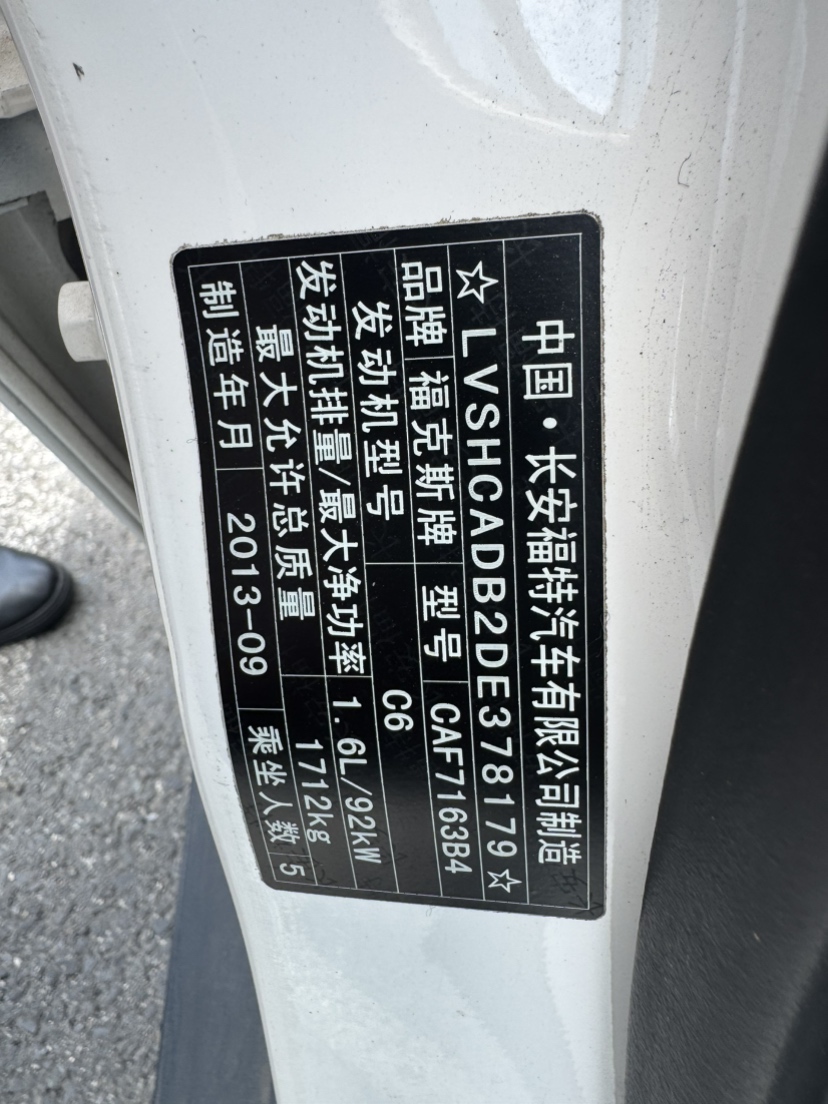 中国·长安福特汽车有限公司制造
☆LVSHCADB2DE378179☆
品牌 福克斯牌 型号 CAF7163B4
发动机型号 C6
发动机排量/最大净功率 1.6L/92kW
最大允许总质量 1712kg
制造年月 2013-09 乘坐人数 5